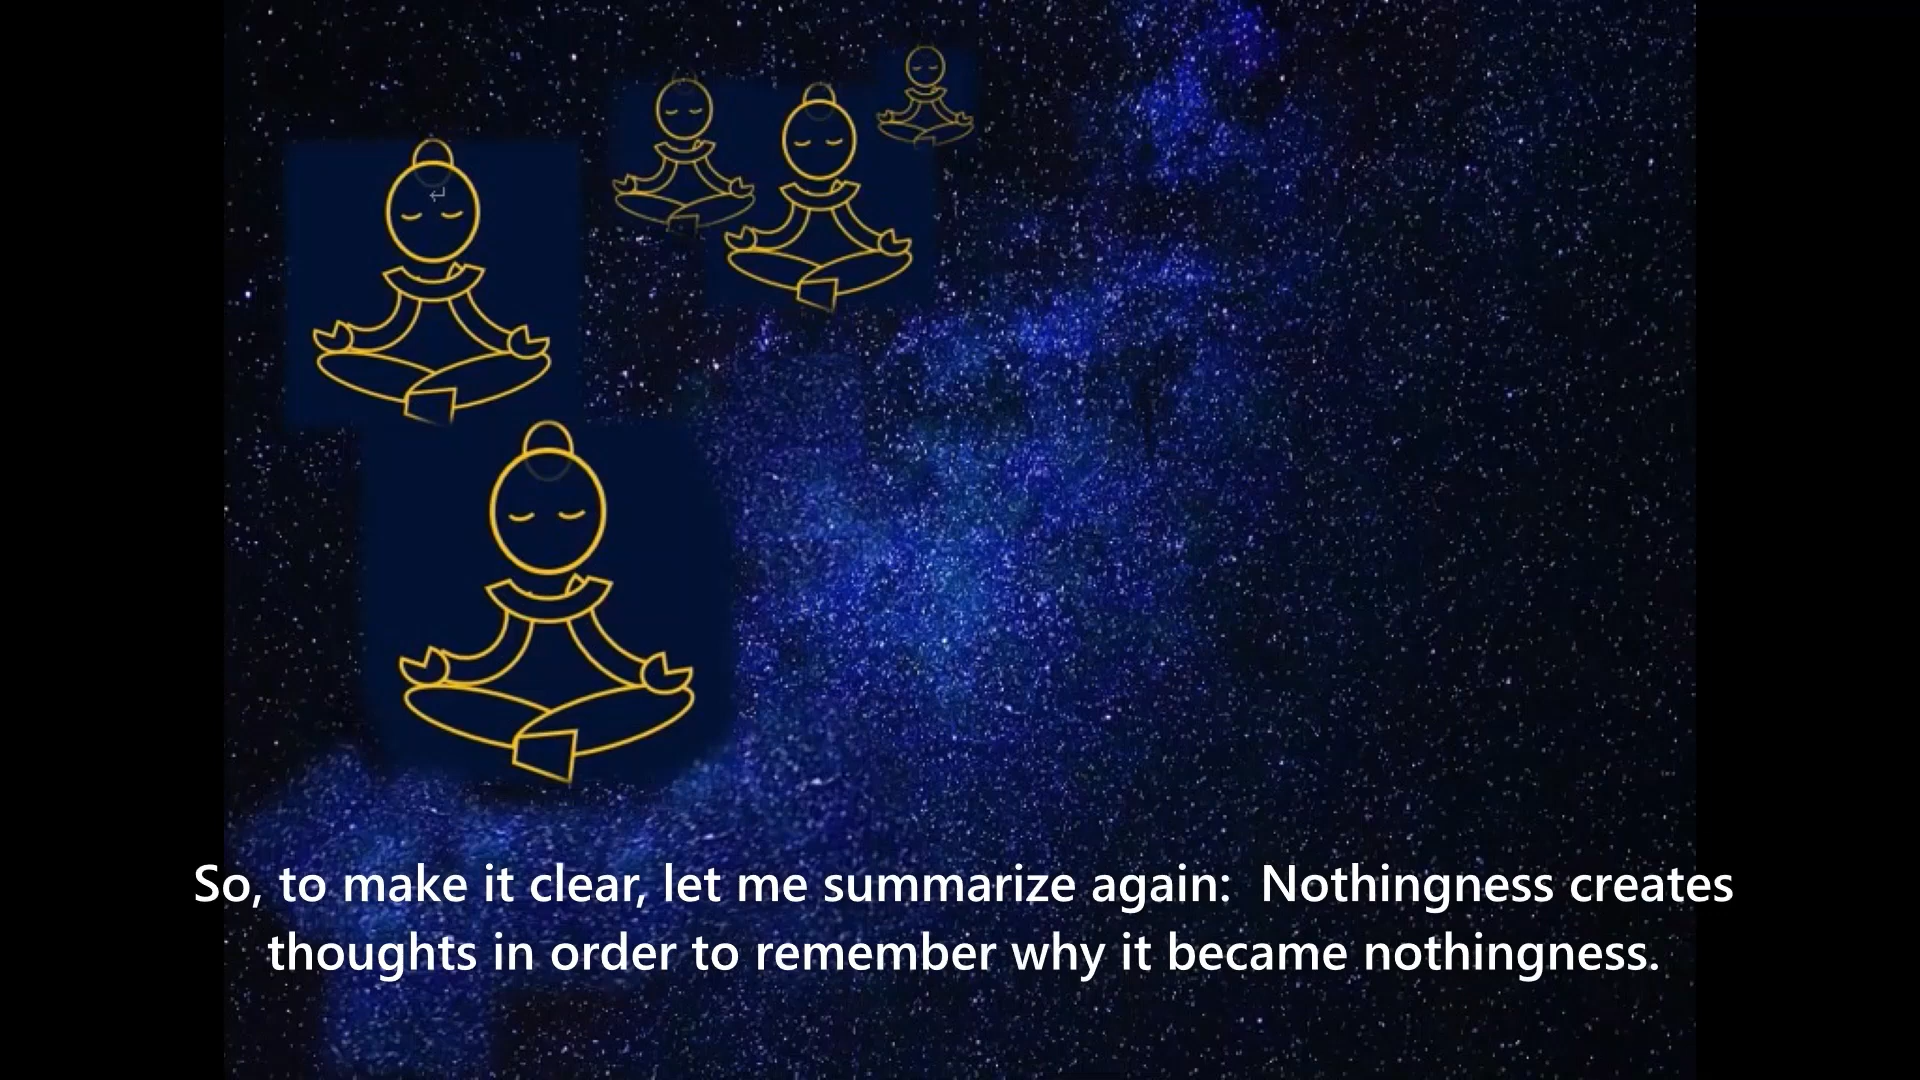 So, to make it clear, let me summarize again:  Nothingness creates
thoughts in order to remember why it became nothingness.